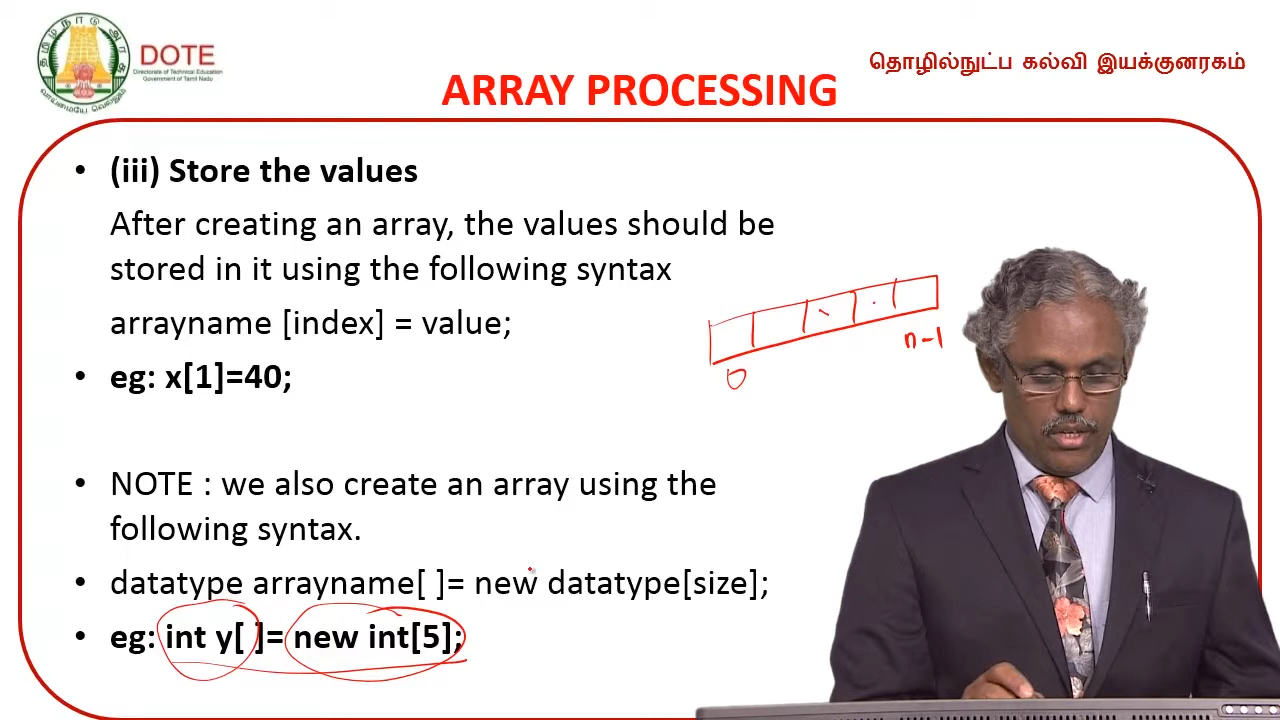 தமிழ்நாடு அரசு
வாய்மையே வெல்லும்
DOTE
Directorate of Technical Education
Government of Tamil Nadu
தொழில்நுட்ப கல்வி இயக்குனரகம்
ARRAY PROCESSING
• (iii) Store the values
After creating an array, the values should be
stored in it using the following syntax
arrayname [index] = value;
• eg: x[1]=40;
0
n-1
• NOTE : we also create an array using the
following syntax.
• datatype arrayname[ ]= new datatype[size];
• eg: int y[ ]= new int[5];